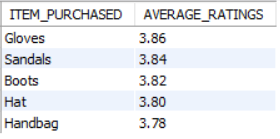 ITEM_PURCHASED AVERAGE_RATINGS
Gloves 3.86
Sandals 3.84
Boots 3.82
Hat 3.80
Handbag 3.78